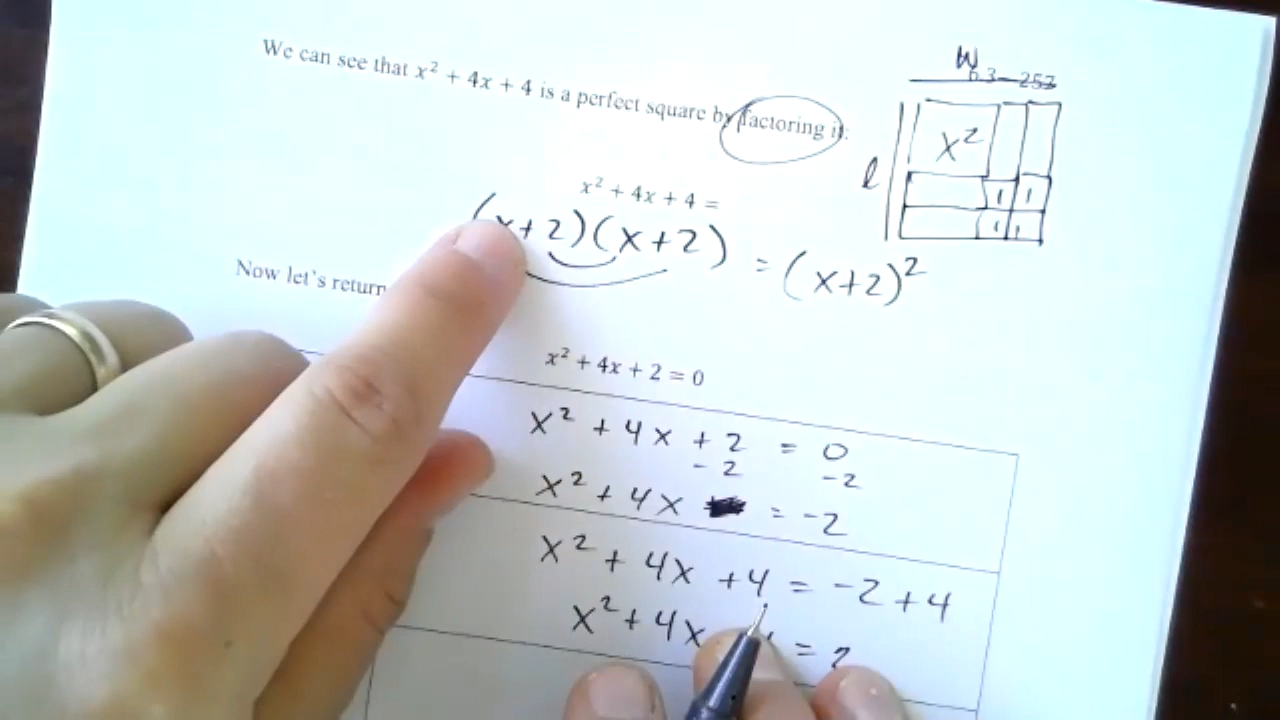 We can see that x² + 4x + 4 is a perfect square by factoring it:
W
x²
l
1 1
1 1
x² + 4x + 4 =
(x+2)(x+2) = (x+2)²
Now let's return
x² + 4x + 2 = 0
x² + 4x + 2 = 0
-2 -2
x² + 4x = -2
x² + 4x +4 = -2 +4
x² + 4x = 2